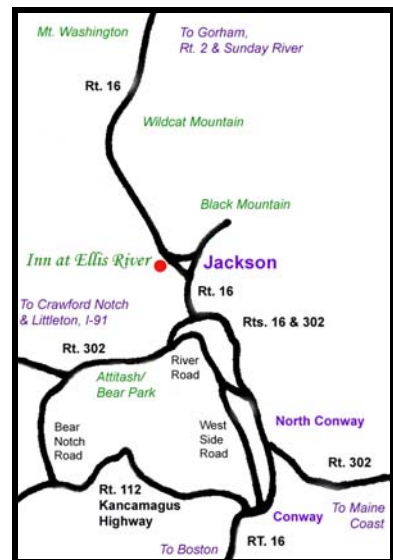 Mt. Washington
To Gorham,
Rt. 2 & Sunday River
Rt. 16
Wildcat Mountain
Black Mountain
Inn at Ellis River
Jackson
Rt. 16
To Crawford Notch
& Littleton, I-91
Rts. 16 & 302
Rt. 302
River
Road
Attitash/
Bear Park
North Conway
Bear
Notch
Road
West
Side
Road
Rt. 302
Rt. 112
Kancamagus
Highway
To Maine
Coast
Conway
RT. 16
To Boston